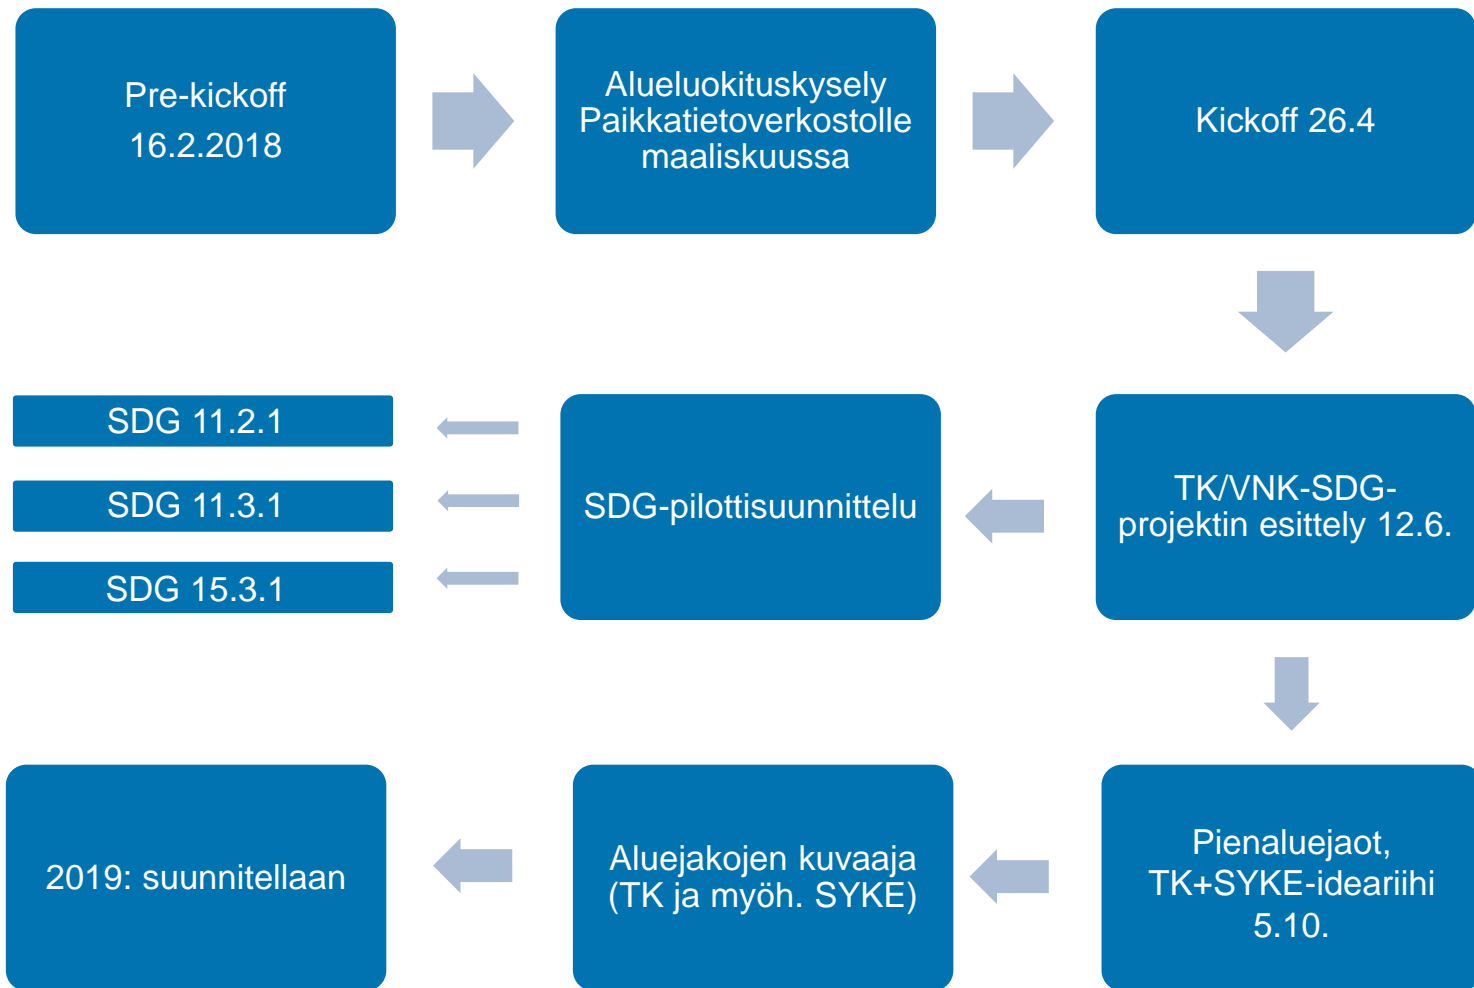 Pre-kickoff
16.2.2018
Alueluokituskysely
Paikkatietoverkostolle
maaliskuussa
Kickoff 26.4
TK/VNK-SDG-
projektin esittely 12.6.
SDG-pilottisuunnittelu
SDG 11.2.1
SDG 11.3.1
SDG 15.3.1
Pienaluejaot,
TK+SYKE-ideariihi
5.10.
Aluejakojen kuvaaja
(TK ja myöh. SYKE)
2019: suunnitellaan